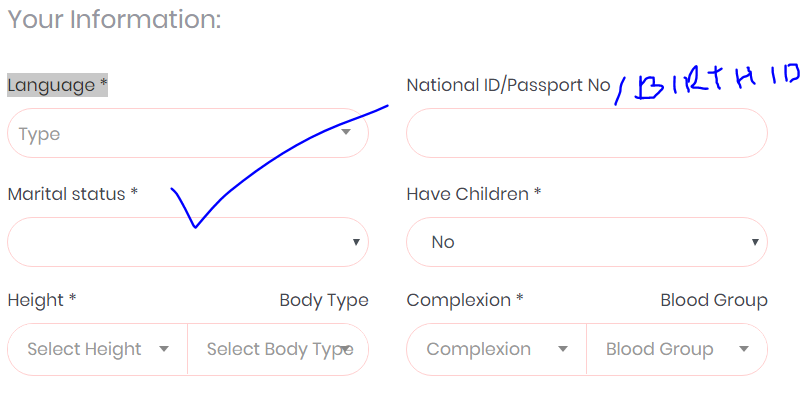 Your Information:
Language * National ID/Passport No / BIRTH ID
Type
Marital status * Have Children *
No
Height * Body Type Complexion * Blood Group
Select Height Select Body Type Complexion Blood Group